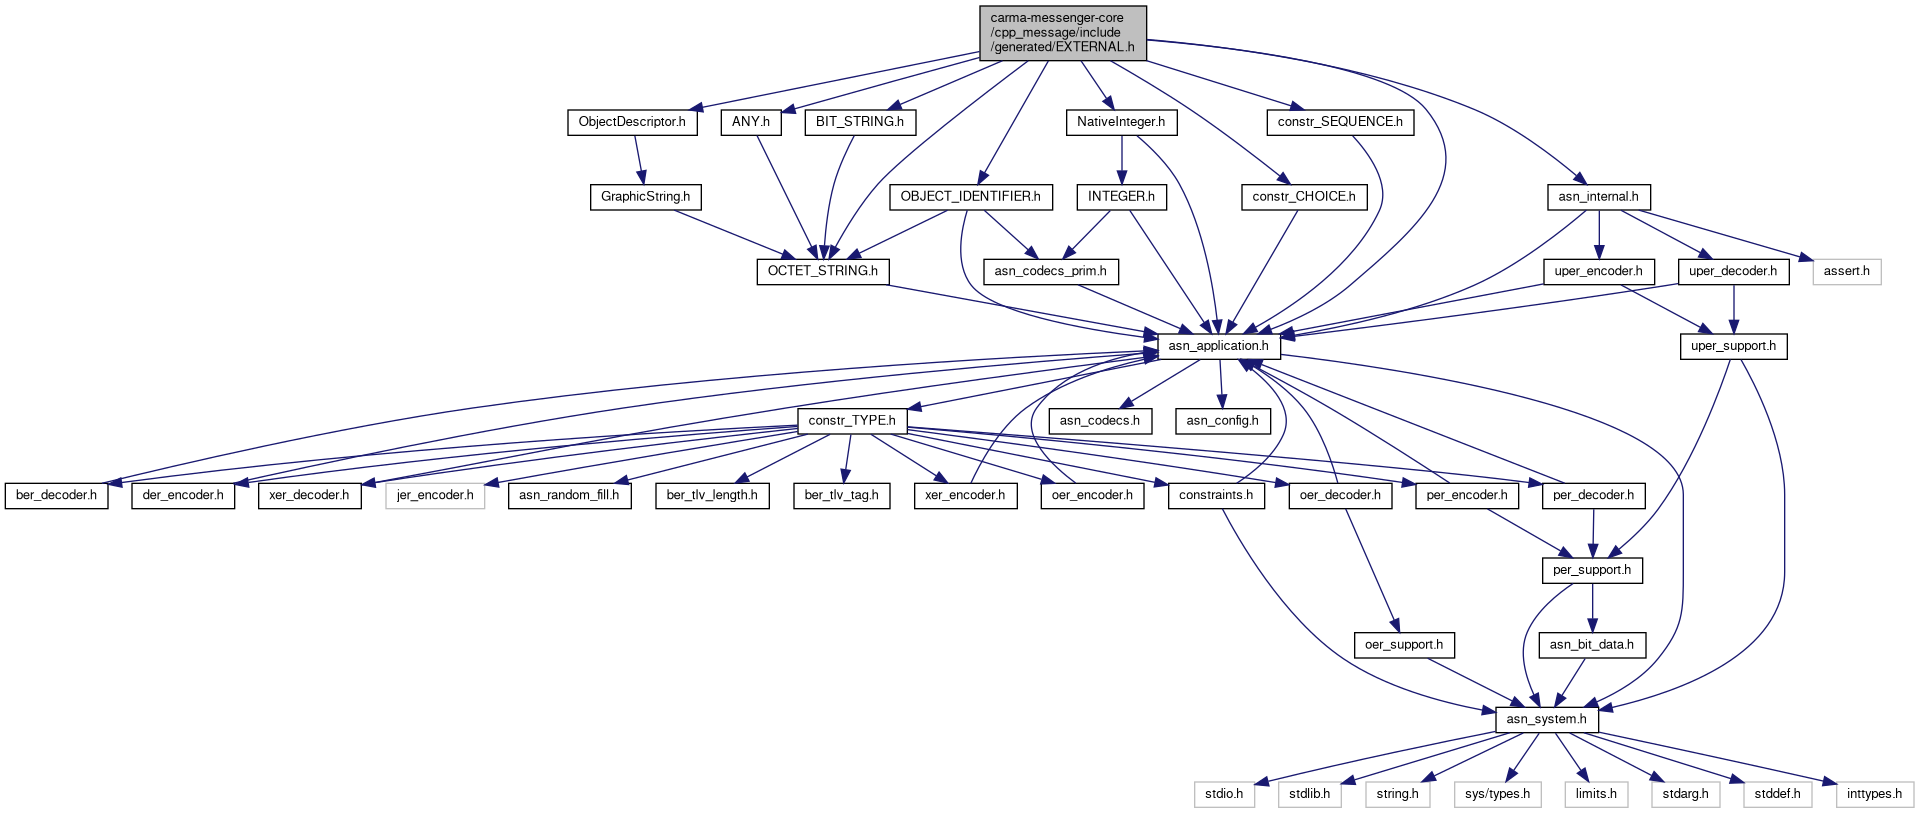 carma-messenger-core
/cpp_message/include
/generated/EXTERNAL.h
ObjectDescriptor.h
ANY.h
BIT_STRING.h
NativeInteger.h
constr_SEQUENCE.h
GraphicString.h
OBJECT_IDENTIFIER.h
INTEGER.h
constr_CHOICE.h
asn_internal.h
OCTET_STRING.h
asn_codecs_prim.h
uper_encoder.h
uper_decoder.h
assert.h
asn_application.h
uper_support.h
constr_TYPE.h
asn_codecs.h
asn_config.h
ber_decoder.h
der_encoder.h
xer_decoder.h
jer_encoder.h
asn_random_fill.h
ber_tlv_length.h
ber_tlv_tag.h
xer_encoder.h
oer_encoder.h
constraints.h
oer_decoder.h
per_encoder.h
per_decoder.h
per_support.h
oer_support.h
asn_bit_data.h
asn_system.h
stdio.h
stdlib.h
string.h
sys/types.h
limits.h
stdarg.h
stddef.h
inttypes.h